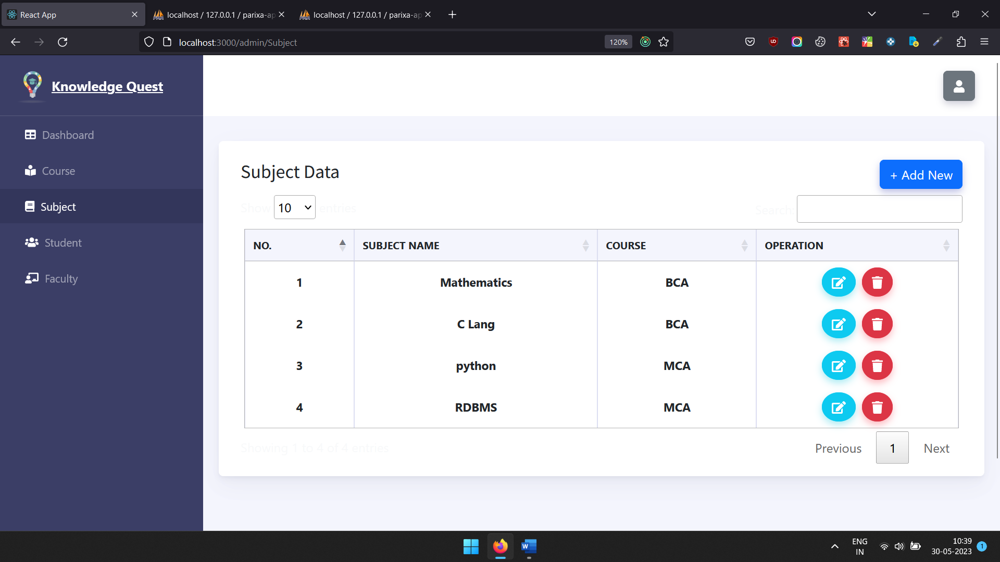 React App
localhost / 127.0.0.1 / parixa-ap
localhost / 127.0.0.1 / parixa-ap
localhost:3000/admin/Subject
120%
Knowledge Quest
Dashboard
Course
Subject
Student
Faculty
Subject Data
+ Add New
Show 10 entries
Search:
NO. SUBJECT NAME COURSE OPERATION
1 Mathematics BCA
2 C Lang BCA
3 python MCA
4 RDBMS MCA
Showing 1 to 4 of 4 entries
Previous 1 Next
ENG
IN
10:39
30-05-2023
1